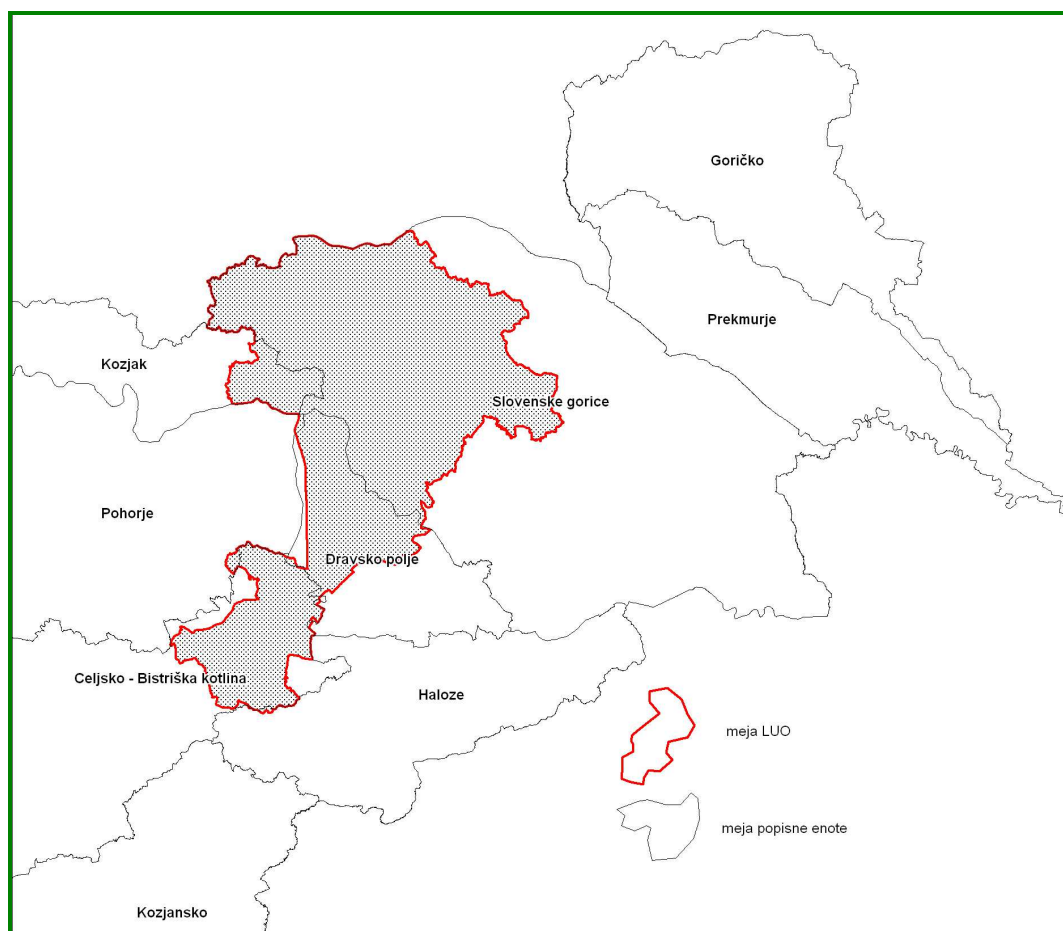 Goričko
Prekmurje
Kozjak
Slovenske gorice
Pohorje
Dravsko polje
Celjsko - Bistriška kotlina
Haloze
meja LUO
meja popisne enote
Kozjansko